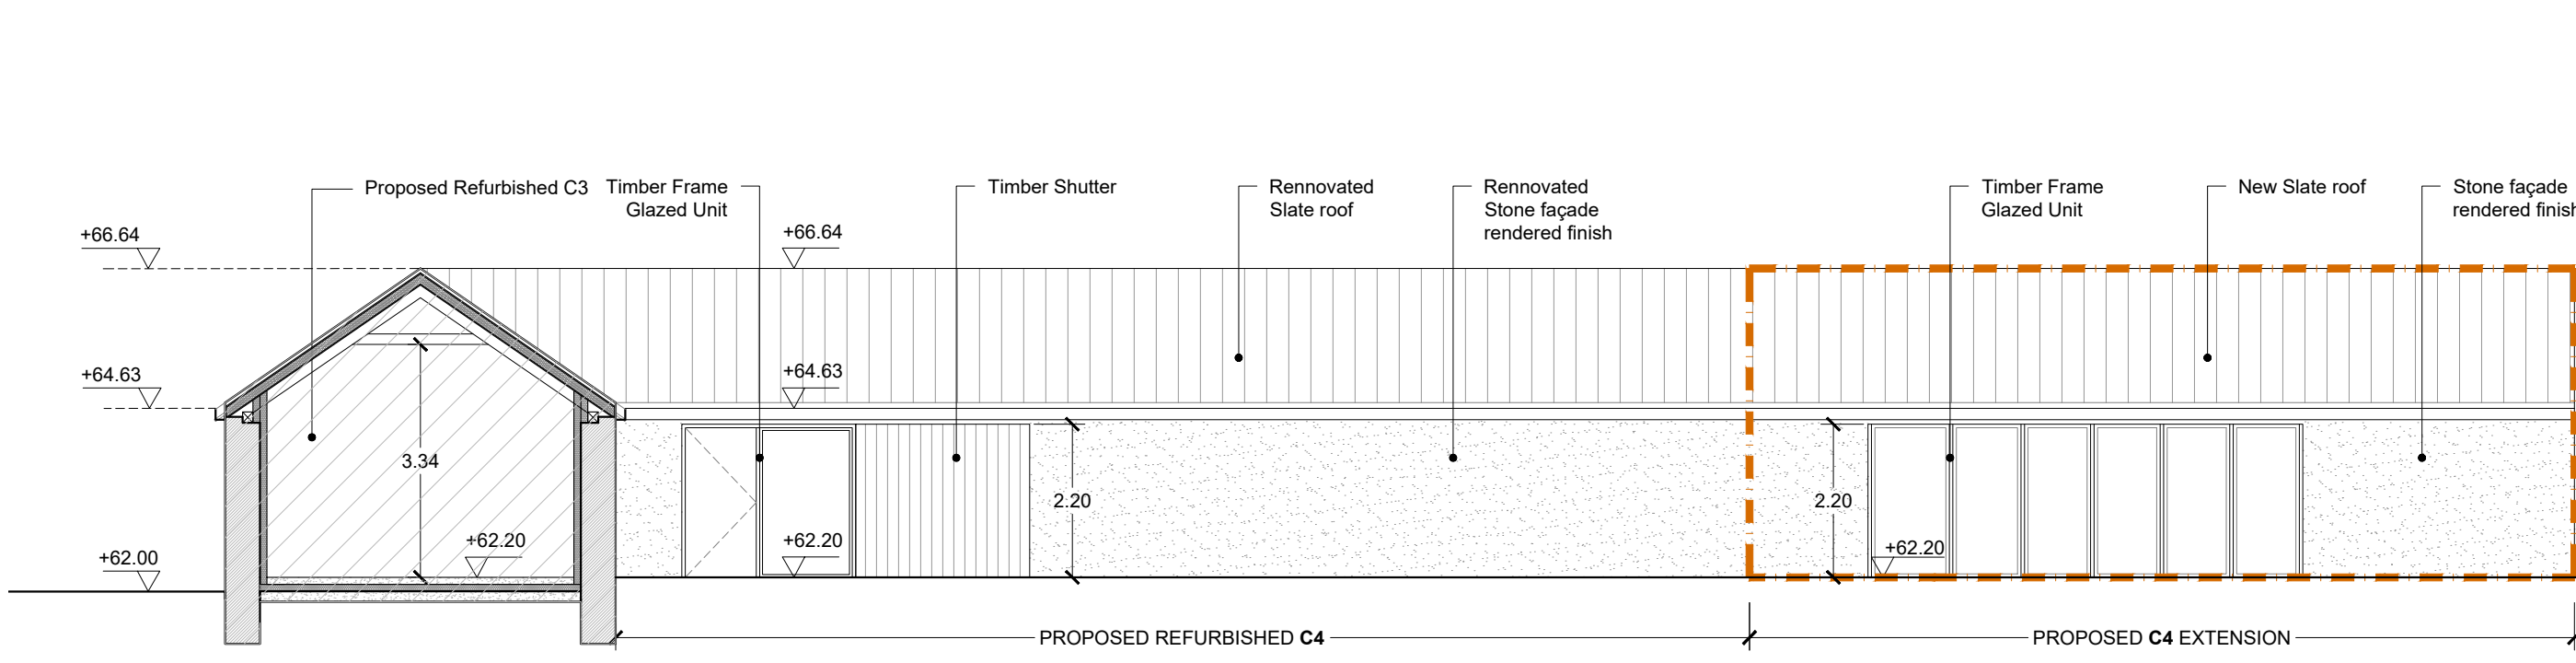 Proposed Refurbished C3
Timber Frame
Glazed Unit
Timber Shutter
Rennovated
Slate roof
Rennovated
Stone façade
rendered finish
Timber Frame
Glazed Unit
New Slate roof
Stone façade
rendered finish
+66.64
+66.64
+64.63
+64.63
3.34
2.20
2.20
+62.00
+62.20
+62.20
+62.20
PROPOSED REFURBISHED C4
PROPOSED C4 EXTENSION